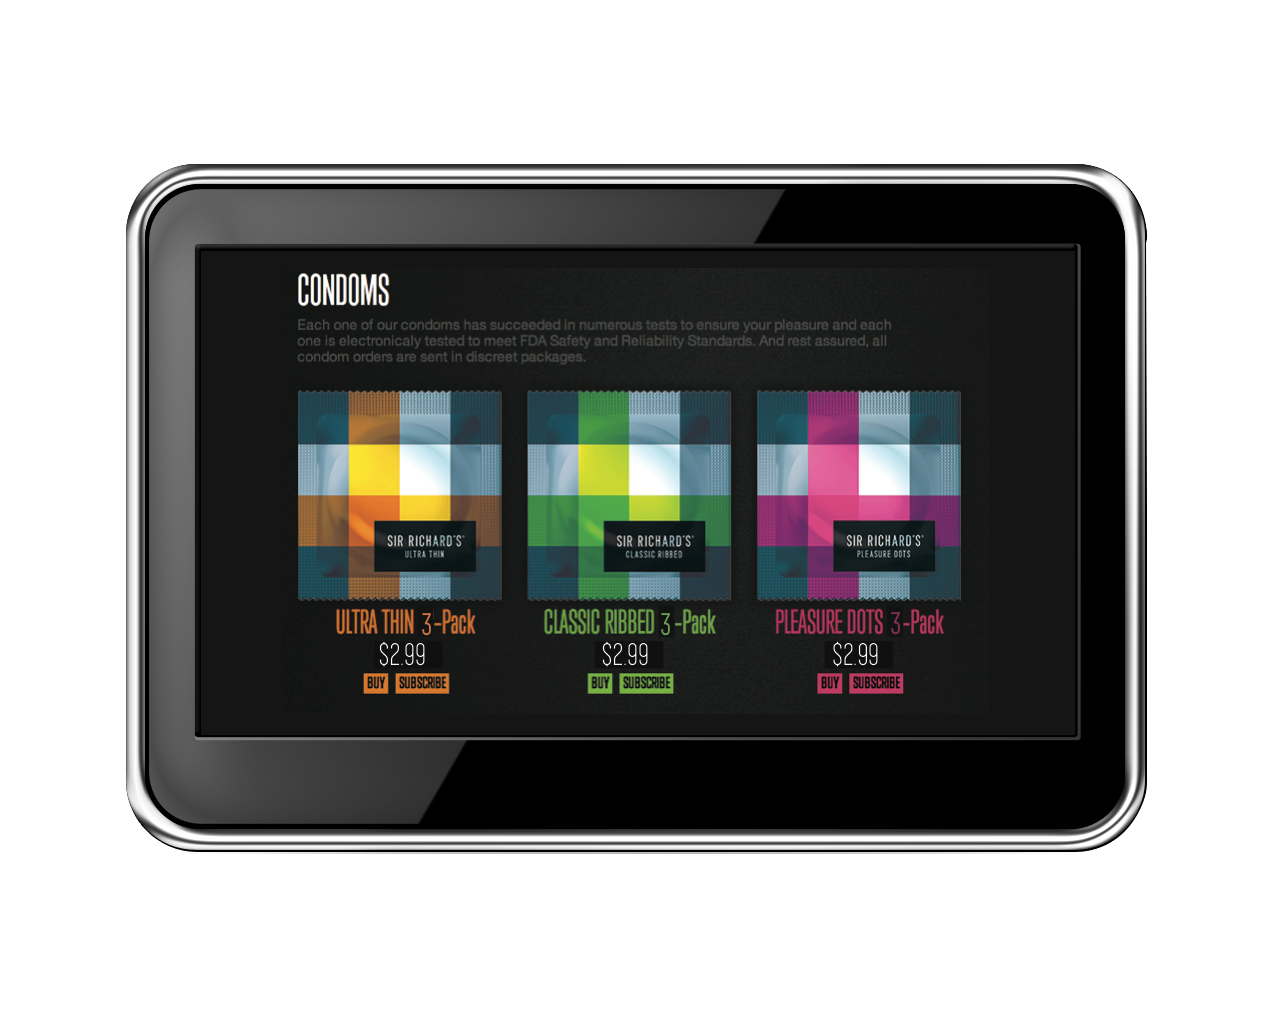 CONDOMS
Each one of our condoms has succeeded in numerous tests to ensure your pleasure and each
one is electronicaly tested to meet FDA Safety and Reliability Standards. And rest assured, all
condom orders are sent in discreet packages.
SIR RICHARD'S
ULTRA THIN
SIR RICHARD'S
CLASSIC RIBBED
SIR RICHARD'S
PLEASURE DOTS
ULTRA THIN 3-Pack
$2.99
BUY SUBSCRIBE
CLASSIC RIBBED 3-Pack
$2.99
BUY SUBSCRIBE
PLEASURE DOTS 3-Pack
$2.99
BUY SUBSCRIBE